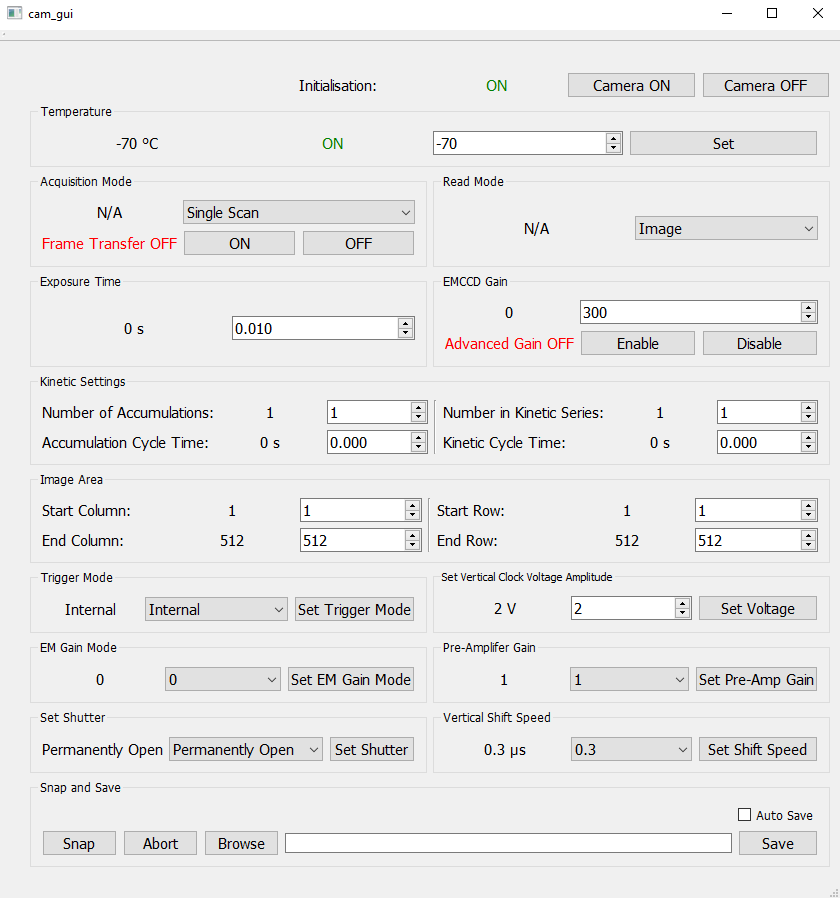 cam_gui
Initialisation: ON Camera ON Camera OFF
Temperature
-70 ºC ON -70 Set
Acquisition Mode
N/A Single Scan
Frame Transfer OFF ON OFF
Read Mode
N/A Image
Exposure Time
0 s 0.010
EMCCD Gain
0 300
Advanced Gain OFF Enable Disable
Kinetic Settings
Number of Accumulations: 1 1 Number in Kinetic Series: 1 1
Accumulation Cycle Time: 0 s 0.000 Kinetic Cycle Time: 0 s 0.000
Image Area
Start Column: 1 1 Start Row: 1 1
End Column: 512 512 End Row: 512 512
Trigger Mode
Internal Internal Set Trigger Mode
Set Vertical Clock Voltage Amplitude
2 V 2 Set Voltage
EM Gain Mode
0 0 Set EM Gain Mode
Pre-Amplifer Gain
1 1 Set Pre-Amp Gain
Set Shutter
Permanently Open Permanently Open Set Shutter
Vertical Shift Speed
0.3 µs 0.3 Set Shift Speed
Snap and Save
Auto Save
Snap Abort Browse Save